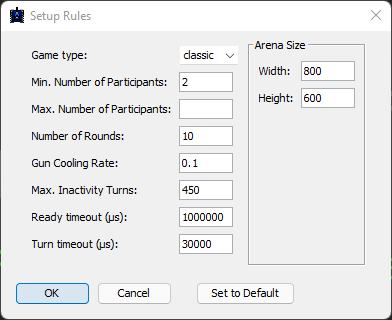 Setup Rules
Game type: classic
Min. Number of Participants: 2
Max. Number of Participants:
Number of Rounds: 10
Gun Cooling Rate: 0.1
Max. Inactivity Turns: 450
Ready timeout (µs): 1000000
Turn timeout (µs): 30000
Arena Size
Width: 800
Height: 600
OK Cancel Set to Default